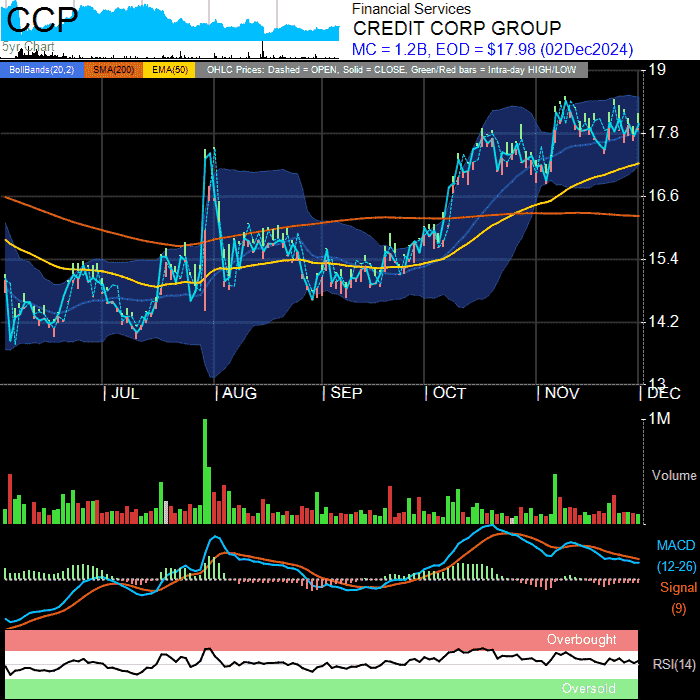 CCP
5yr Chart
Financial Services
CREDIT CORP GROUP
MC = 1.2B, EOD = $17.98 (02Dec2024)
BollBands(20,2) SMA(200) EMA(50) OHLC Prices: Dashed = OPEN, Solid = CLOSE, Green/Red bars = Intra-day HIGH/LOW
19
17.8
16.6
15.4
14.2
13
JUL AUG SEP OCT NOV DEC
1M
Volume
MACD
(12-26)
Signal
(9)
Overbought
RSI(14)
Oversold